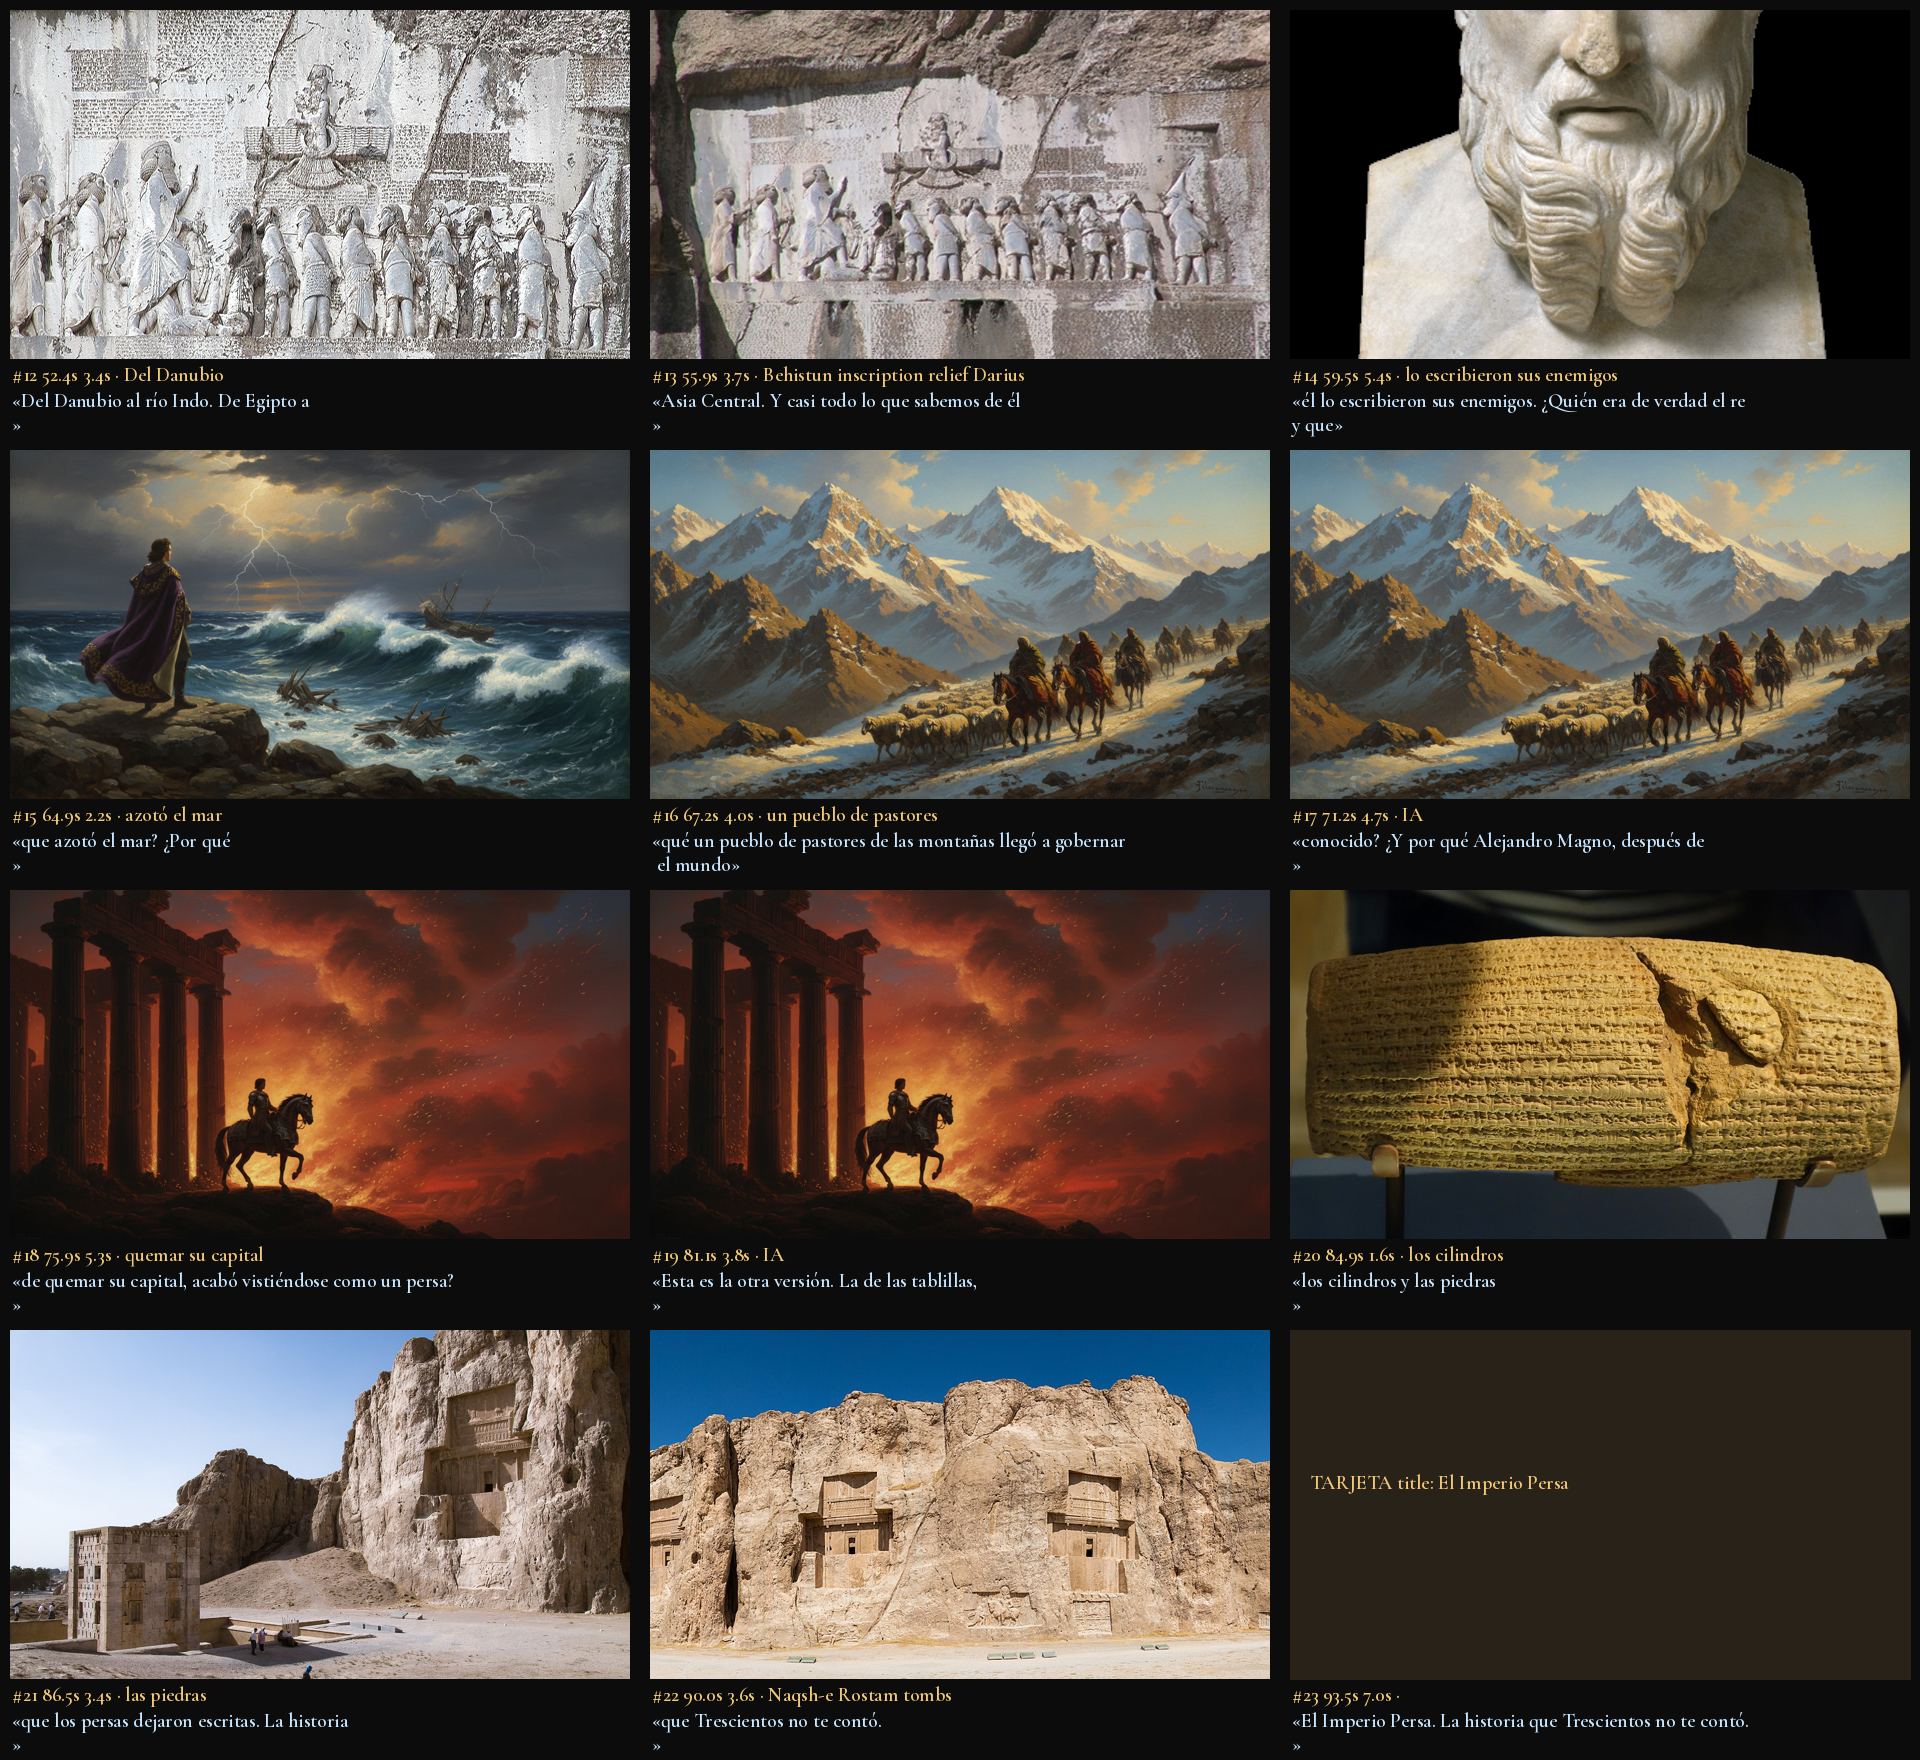 #12 52.4s 3.4s · Del Danubio
«Del Danubio al río Indo. De Egipto a
»
#13 55.9s 3.7s · Behistun inscription relief Darius
«Asia Central. Y casi todo lo que sabemos de él
»
#14 59.5s 5.4s · lo escribieron sus enemigos
«él lo escribieron sus enemigos. ¿Quién era de verdad el re
y que»
#15 64.9s 2.2s · azotó el mar
«que azotó el mar? ¿Por qué
»
#16 67.2s 4.0s · un pueblo de pastores
«qué un pueblo de pastores de las montañas llegó a gobernar
el mundo»
#17 71.2s 4.7s · IA
«conocido? ¿Y por qué Alejandro Magno, después de
»
#18 75.9s 5.3s · quemar su capital
«de quemar su capital, acabó vistiéndose como un persa?
»
#19 81.1s 3.8s · IA
«Esta es la otra versión. La de las tablillas,
»
#20 84.9s 1.6s · los cilindros
«los cilindros y las piedras
»
TARJETA title: El Imperio Persa
#21 86.5s 3.4s · las piedras
«que los persas dejaron escritas. La historia
»
#22 90.0s 3.6s · Naqsh-e Rostam tombs
«que Trescientos no te contó.
»
#23 93.5s 7.0s ·
«El Imperio Persa. La historia que Trescientos no te contó.
»